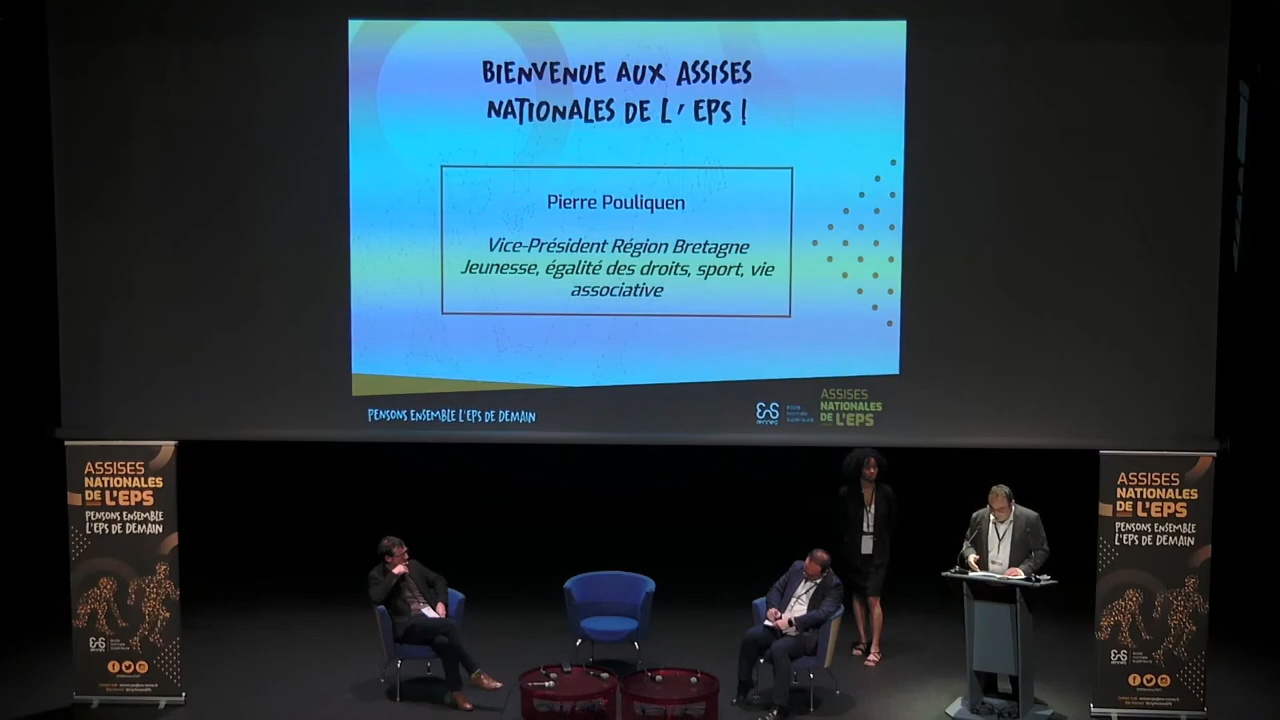 BIENVENUE AUX ASSISES
NATIONALES DE L'EPS !
Pierre Pouliquen
Vice-Président Région Bretagne
Jeunesse, égalité des droits, sport, vie
associative
PENSONS ENSEMBLE L'EPS DE DEMAIN
ENS
RENNES
ASSISES
NATIONALES
DE L'EPS
ASSISES
NATIONALES
DE L'EPS
PENSONS ENSEMBLE
L'EPS DE DEMAIN
ASSISES
NATIONALES
DE L'EPS
PENSONS ENSEMBLE
L'EPS DE DEMAIN